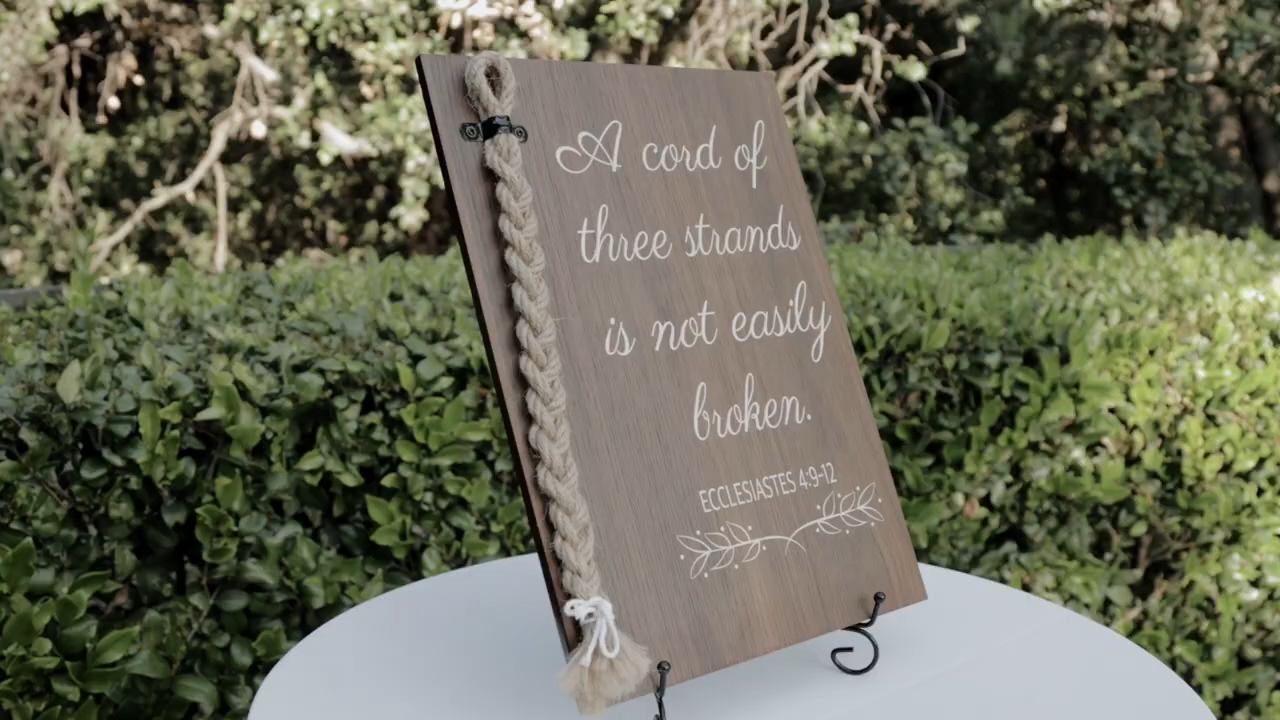 A cord of
three strands
is not easily
broken.
ECCLESIASTES 4:9-12